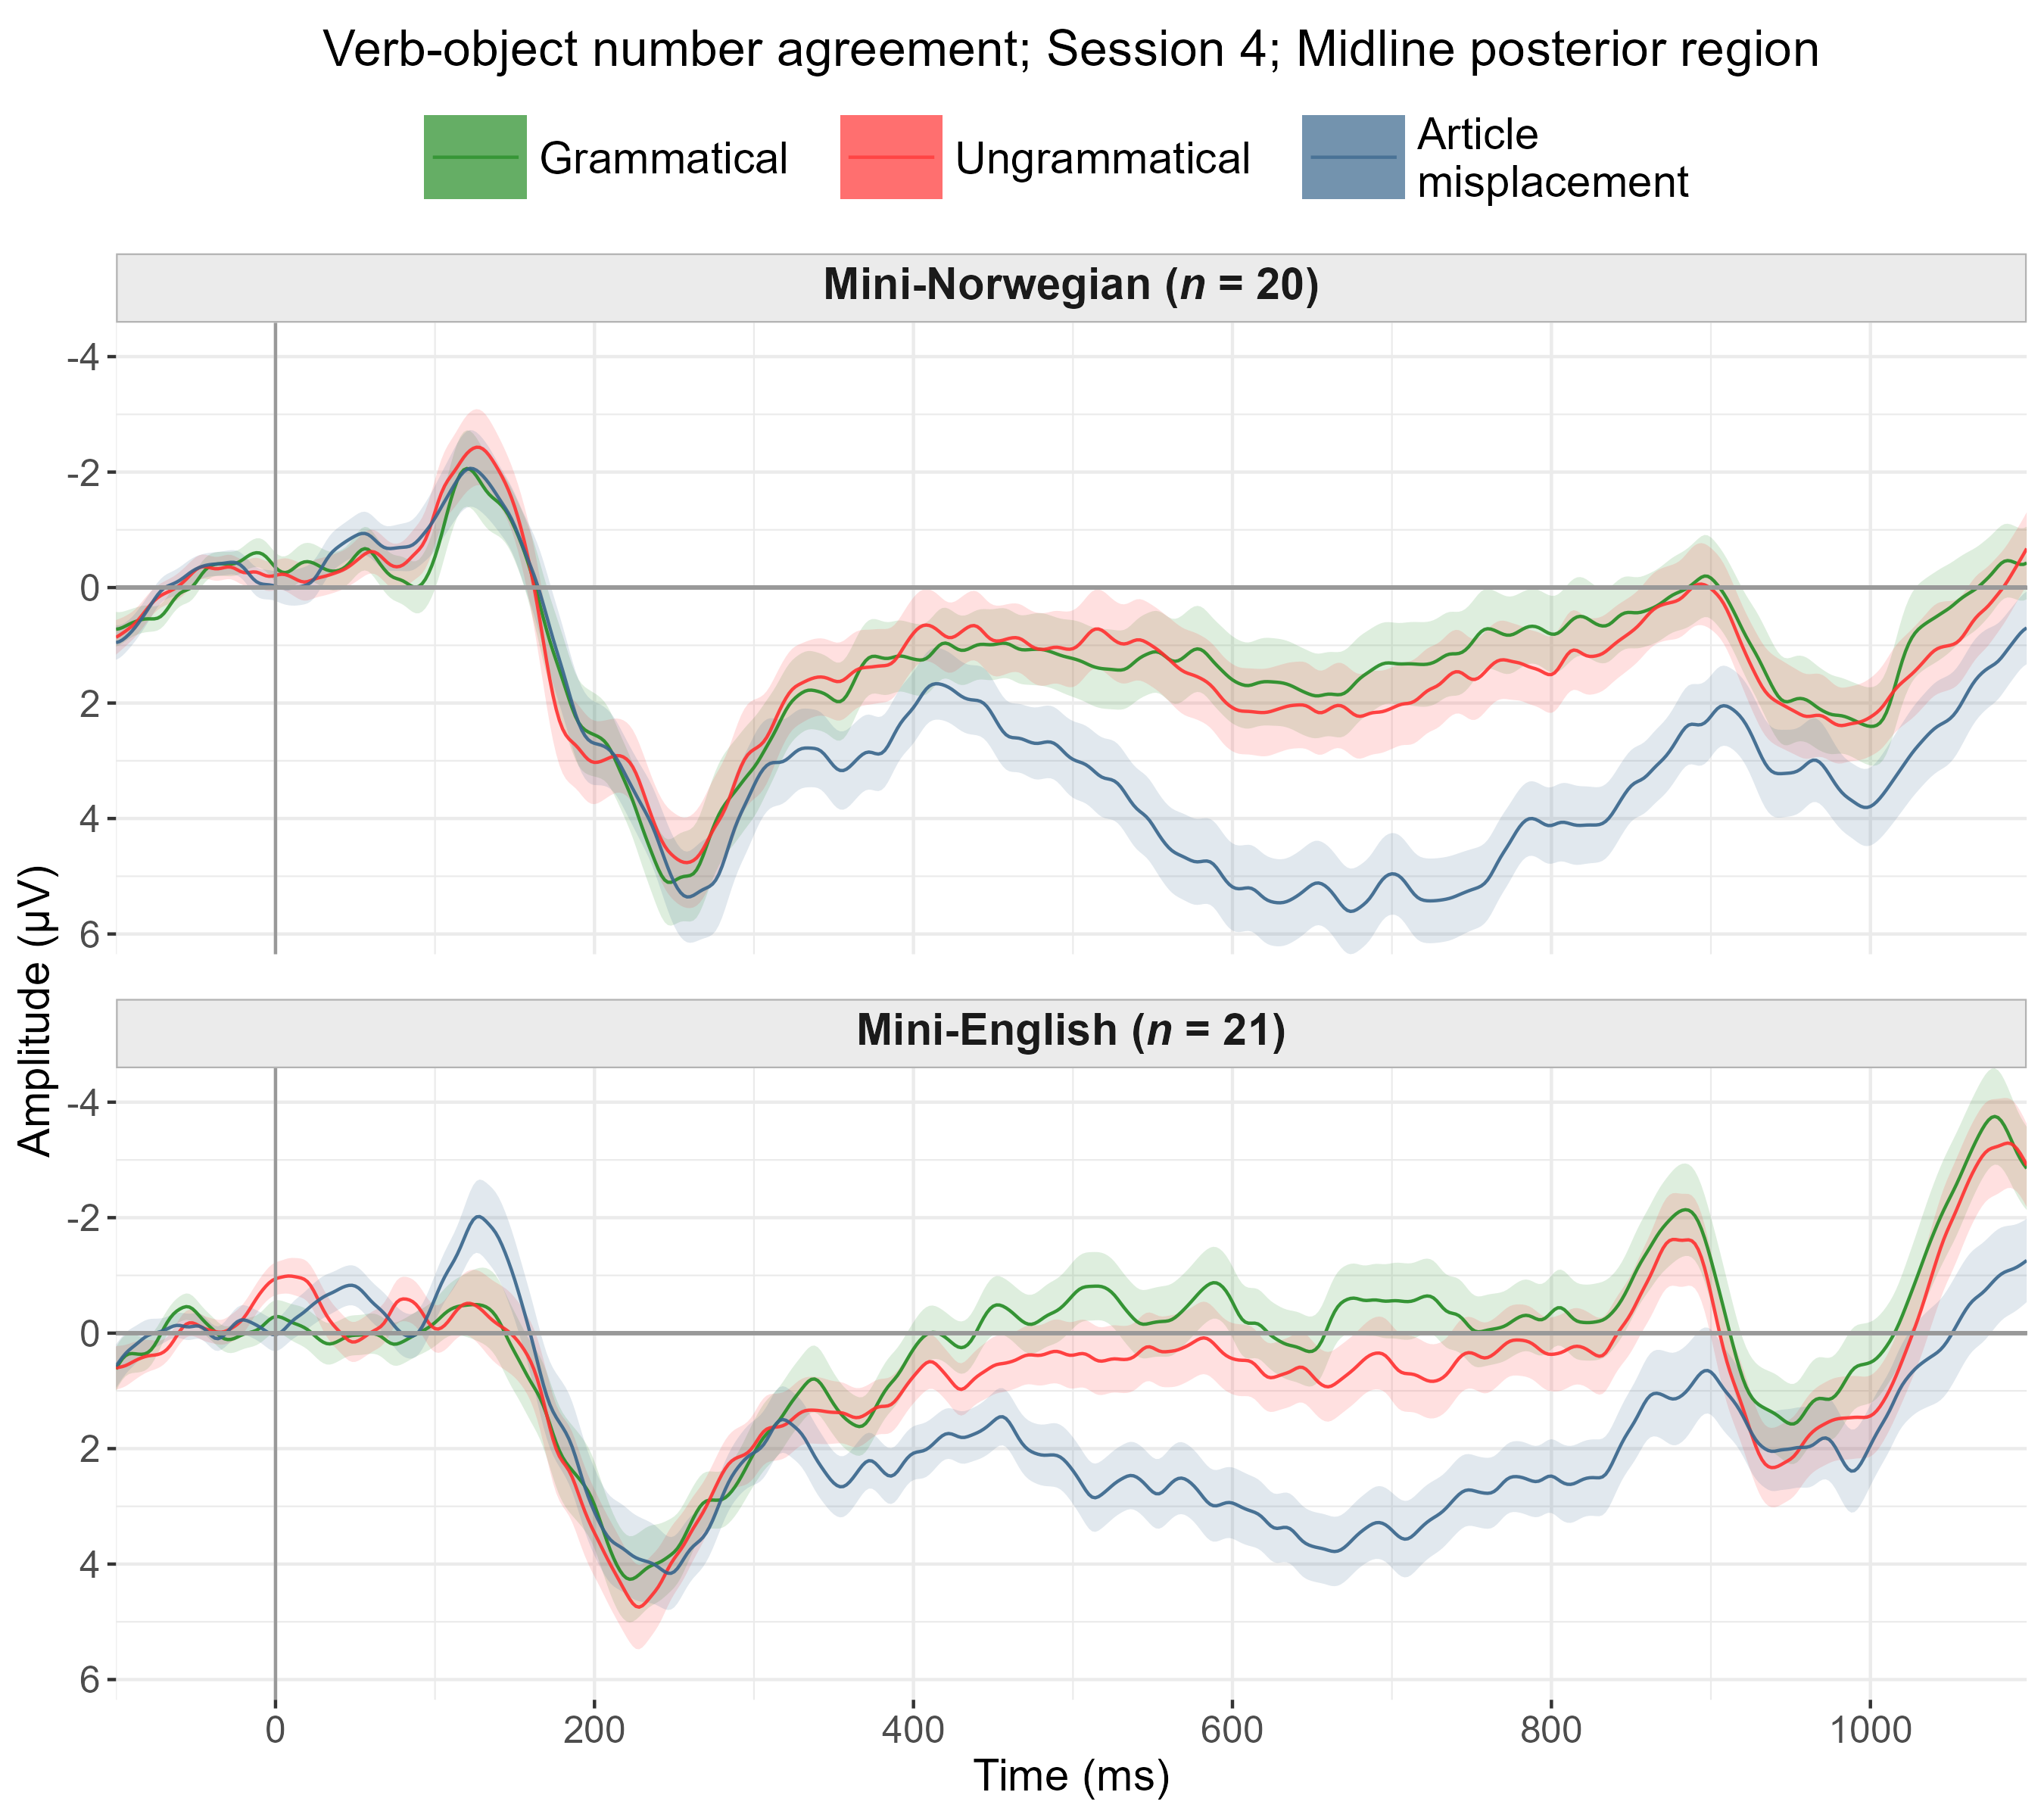 Verb-object number agreement; Session 4; Midline posterior region
Grammatical
Ungrammatical
Article
misplacement
Mini-Norwegian (n = 20)
-4
-2
0
2
4
6
Mini-English (n = 21)
-4
-2
0
2
4
6
Amplitude (µV)
0 200 400 600 800 1000
Time (ms)